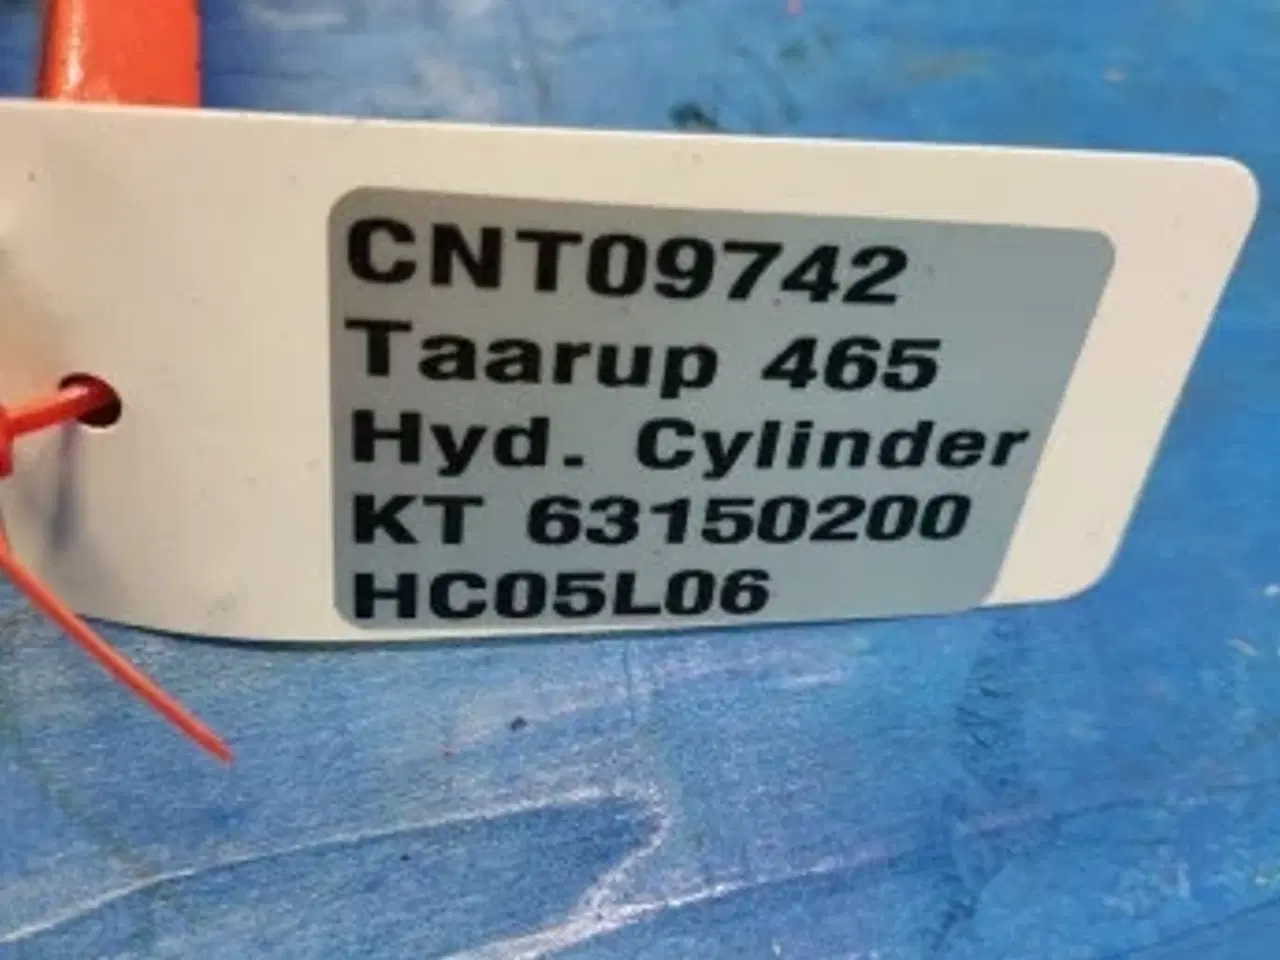 CNT09742
Taarup 465
Hyd. Cylinder
KT 63150200
HC05L06